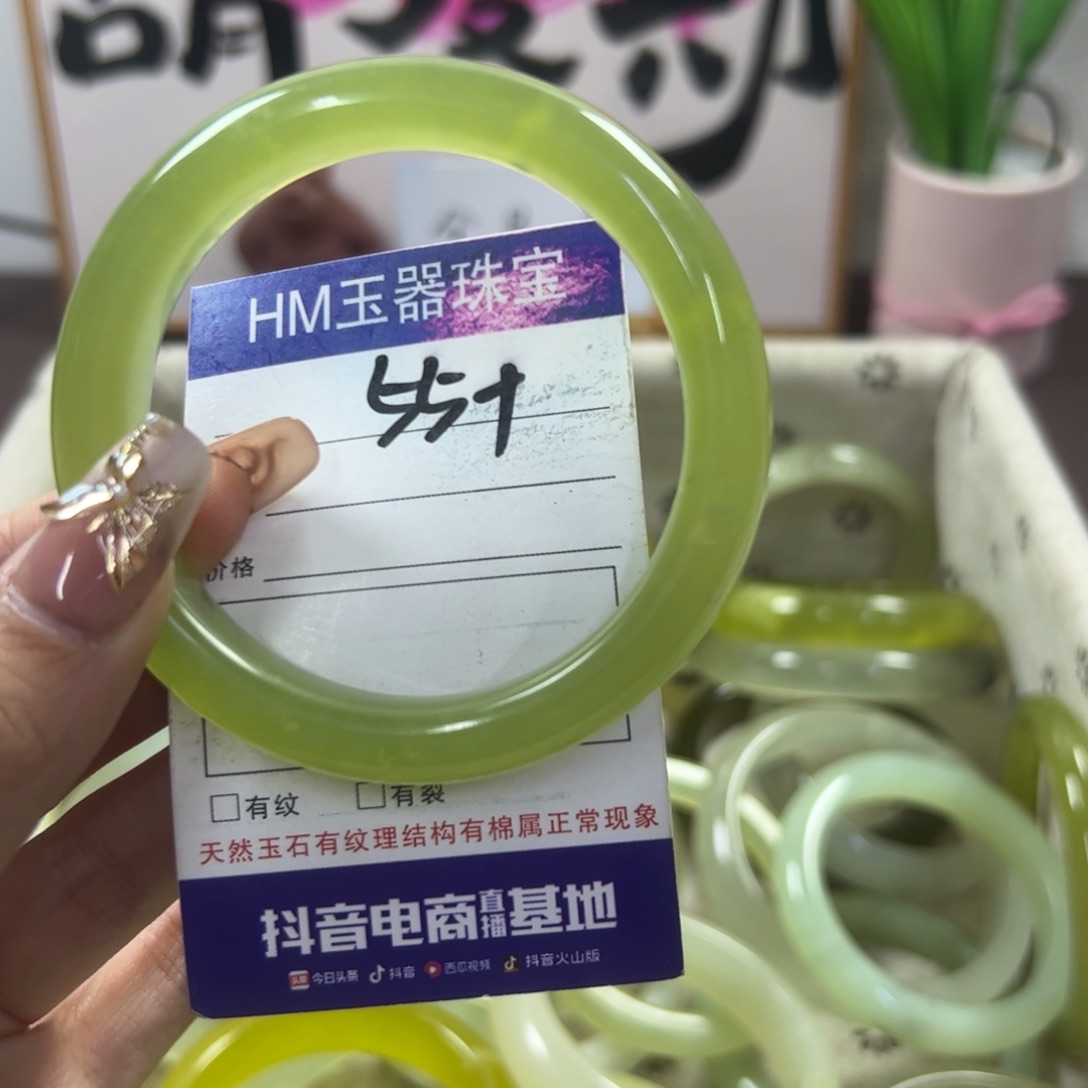 HM玉器珠宝
价格
有纹 有裂
天然玉石有纹理结构有棉属正常现象
抖音电商直播基地
头条 今日头条 抖音 西瓜视频 抖音火山版